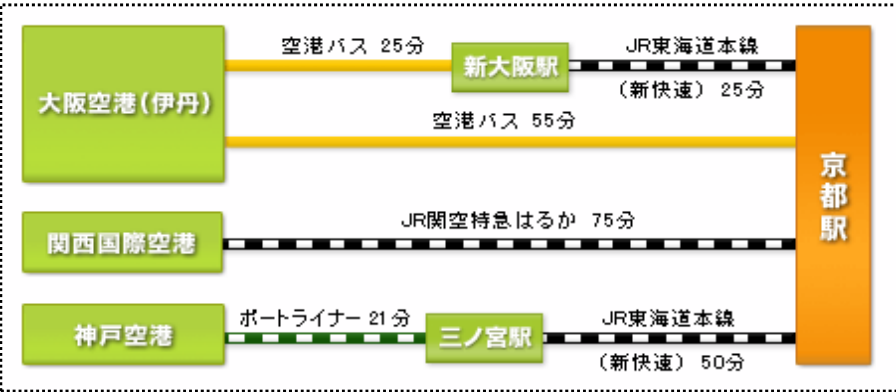 大阪空港(伊丹)
空港バス 25分
新大阪駅
JR東海道本線
(新快速) 25分
空港バス 55分
関西国際空港
JR関空特急はるか 75分
神戸空港
ポートライナー 21分
三ノ宮駅
JR東海道本線
(新快速) 50分
京都駅